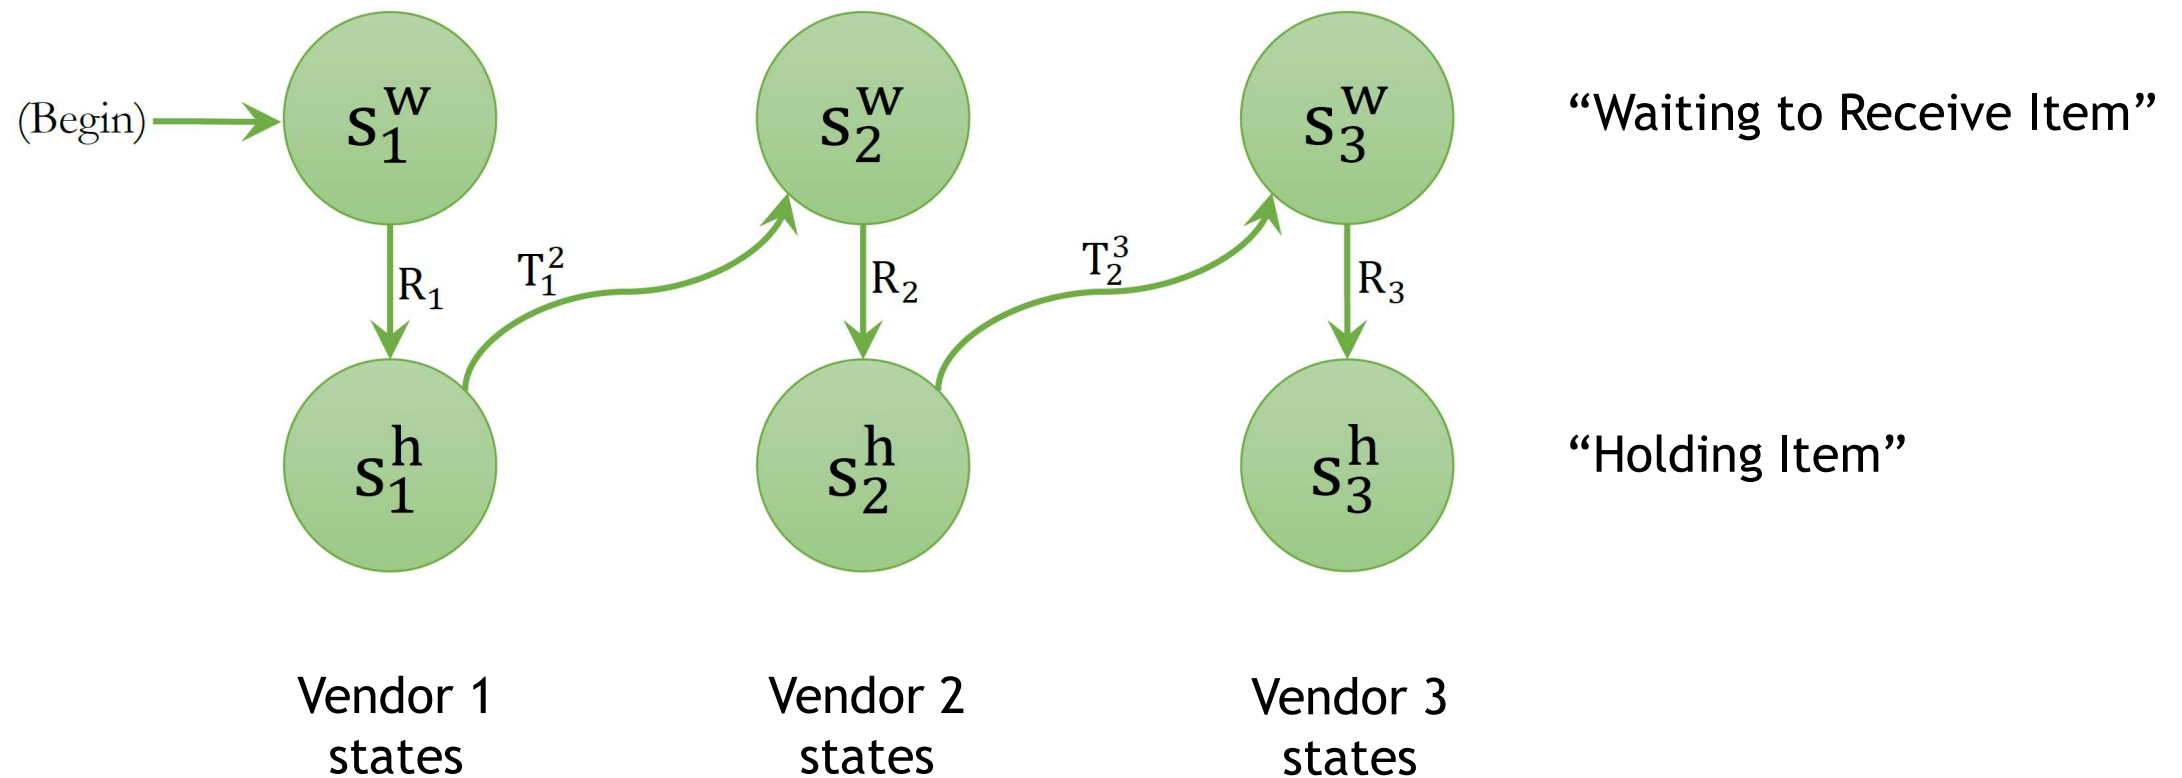 (Begin)
s₁ʷ
s₂ʷ
s₃ʷ
“Waiting to Receive Item”
R₁
T₁²
R₂
T₂³
R₃
s₁ʰ
s₂ʰ
s₃ʰ
“Holding Item”
Vendor 1
states
Vendor 2
states
Vendor 3
states